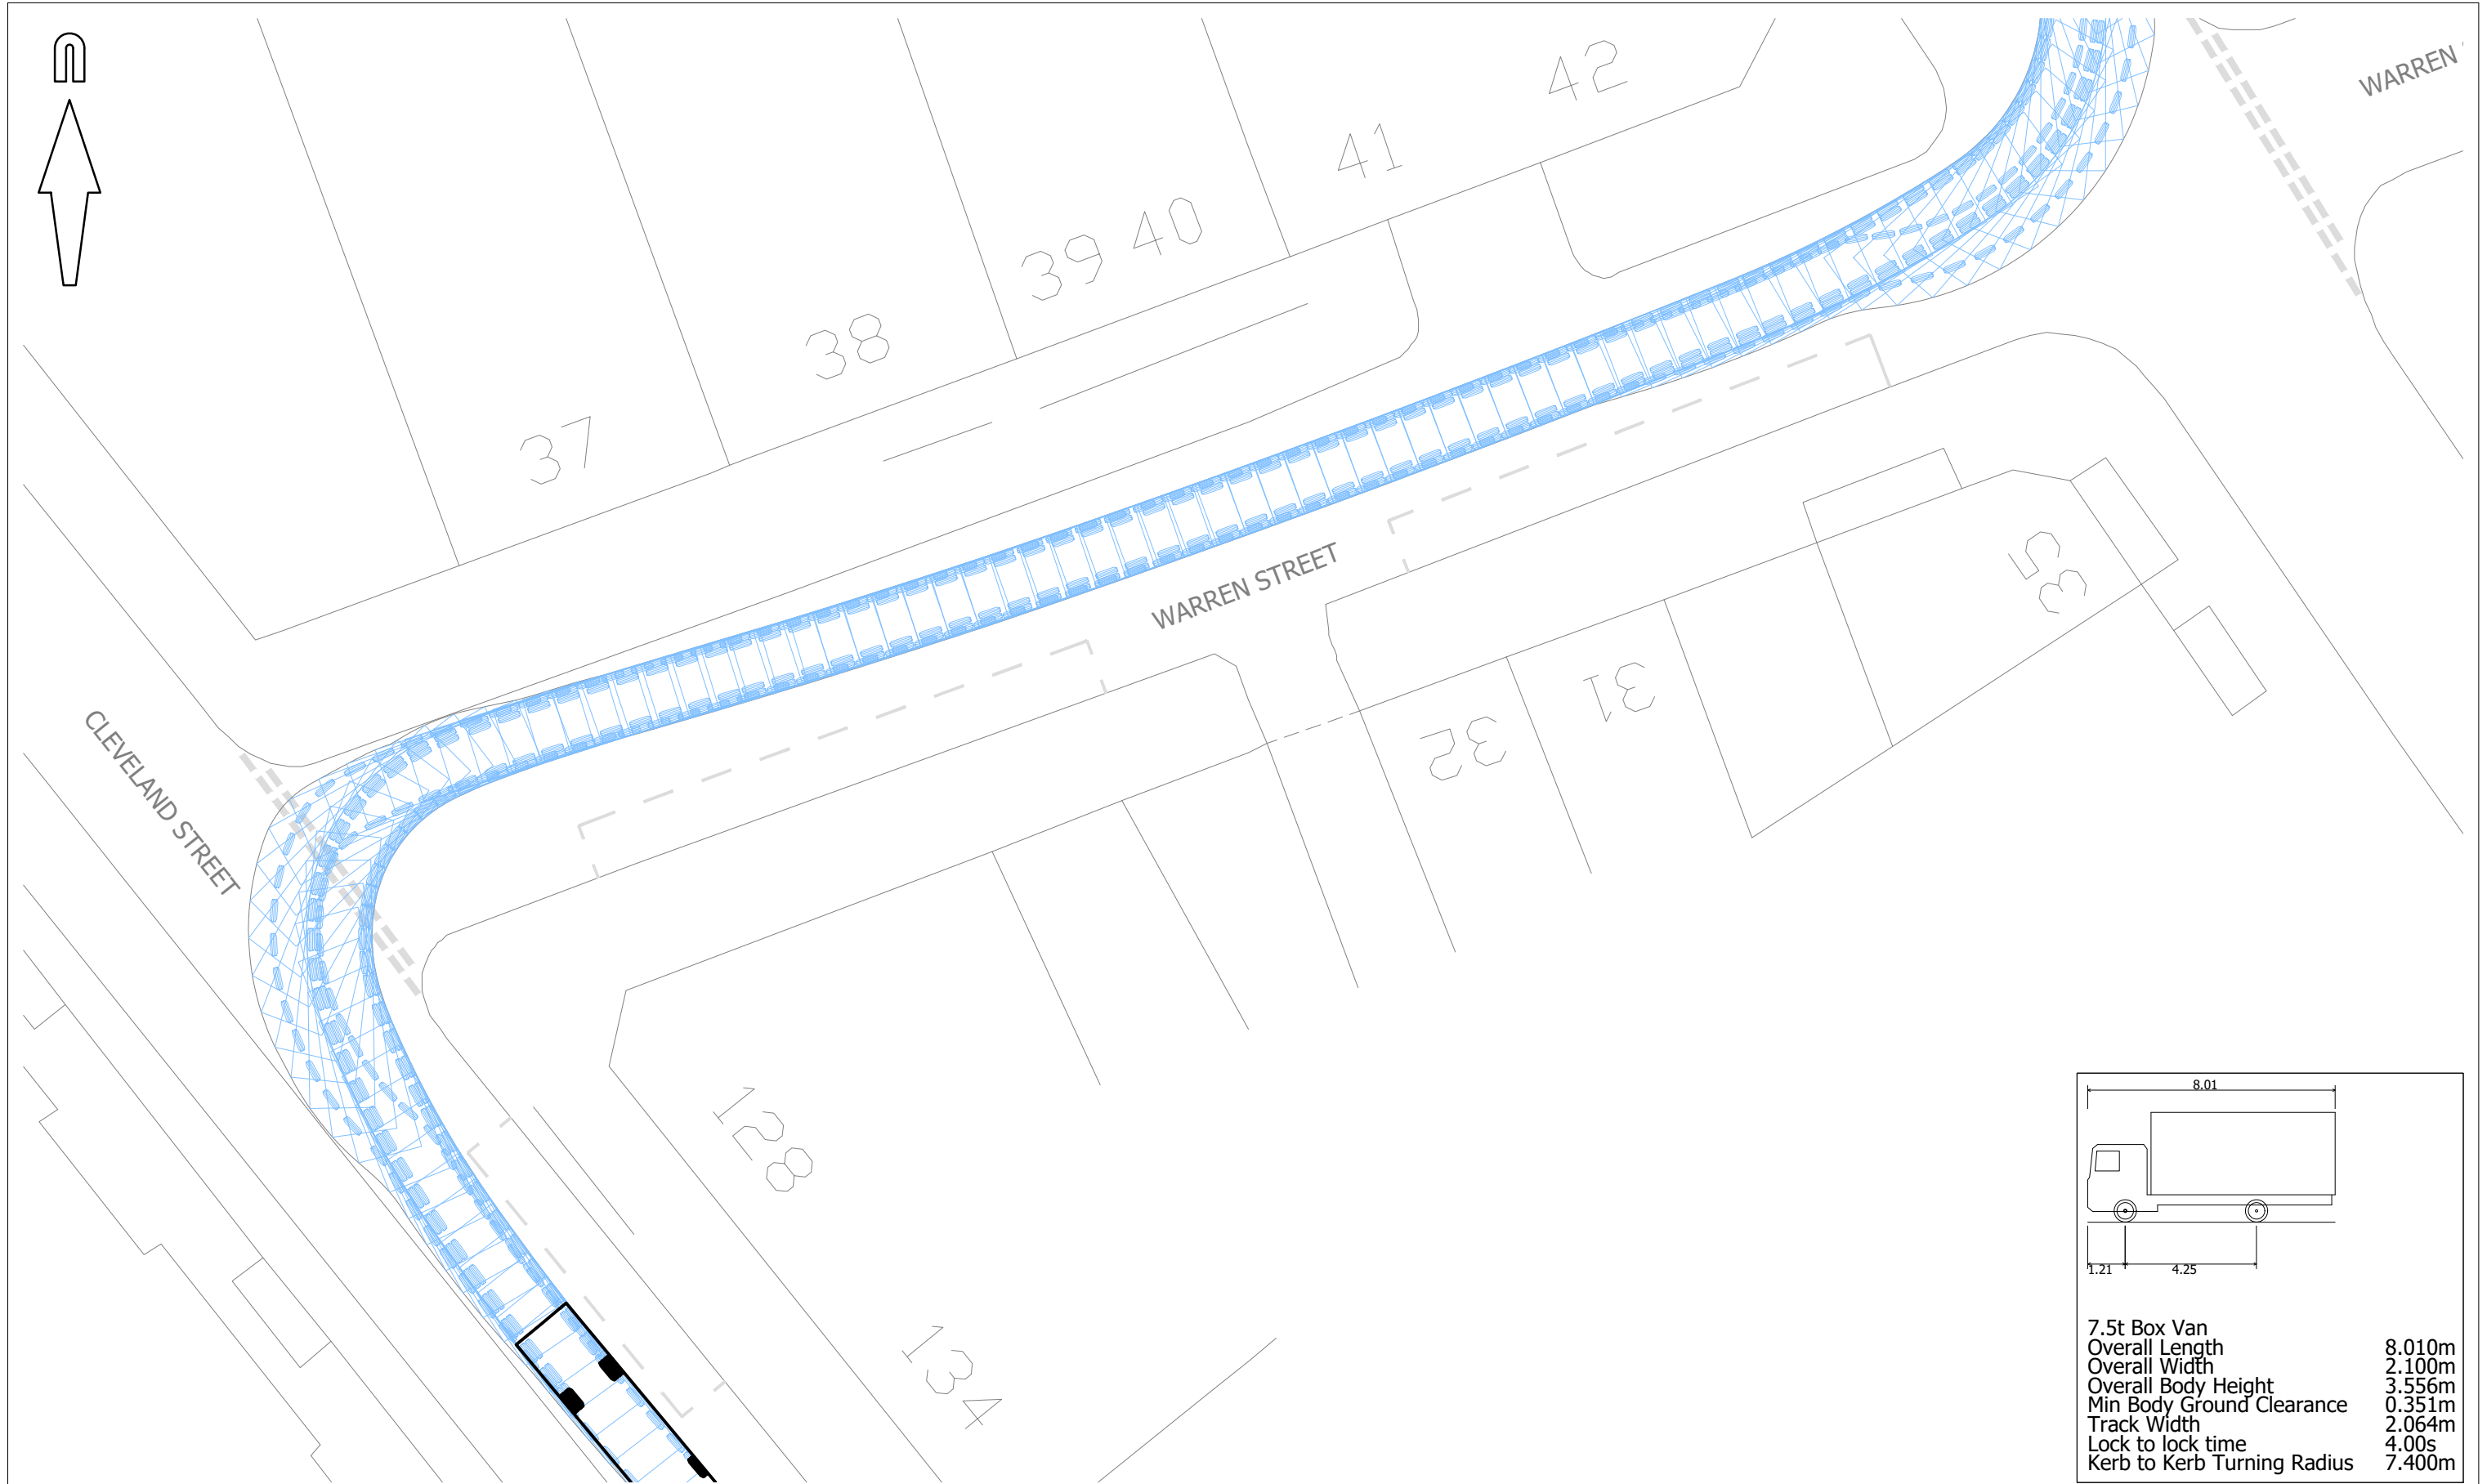 42
WARREN
41
39 40
38
37
35
WARREN STREET
31
32
CLEVELAND STREET
128
134
8.01
1.21
4.25
7.5t Box Van
Overall Length 8.010m
Overall Width 2.100m
Overall Body Height 3.556m
Min Body Ground Clearance 0.351m
Track Width 2.064m
Lock to lock time 4.00s
Kerb to Kerb Turning Radius 7.400m